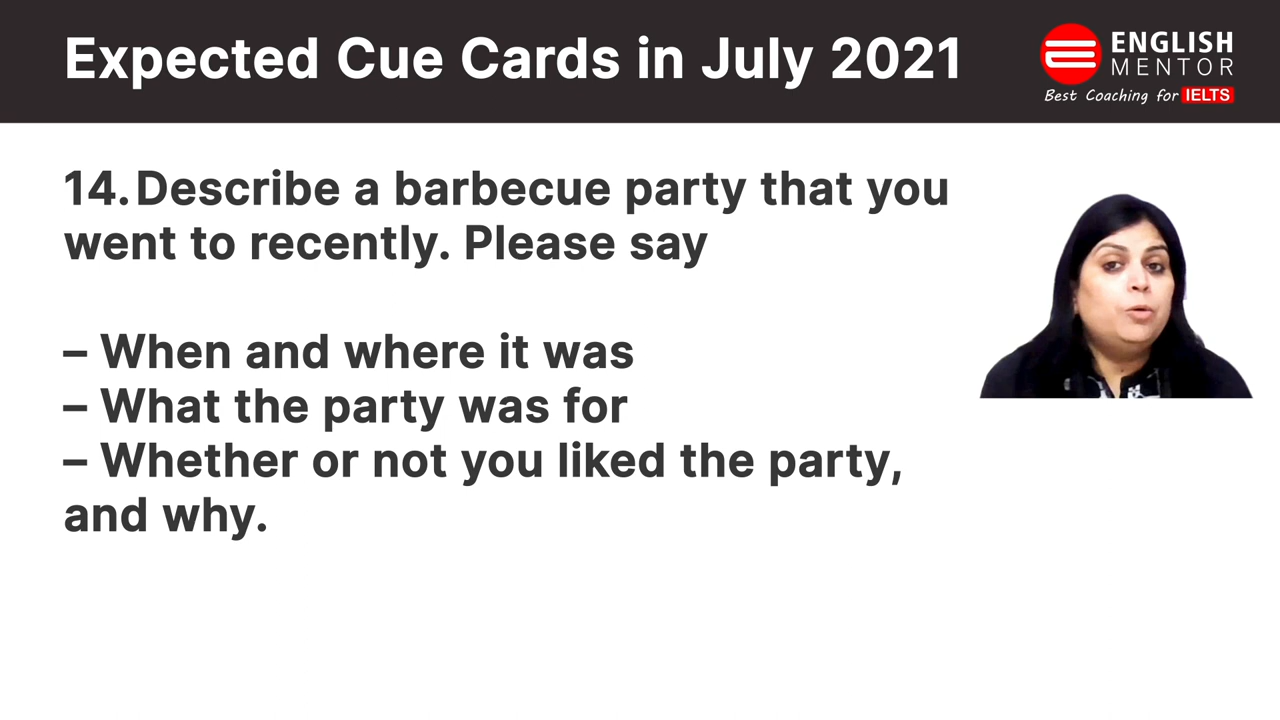 Expected Cue Cards in July 2021
ENGLISH
MENTOR
Best Coaching for IELTS
14. Describe a barbecue party that you
went to recently. Please say
– When and where it was
– What the party was for
– Whether or not you liked the party,
and why.